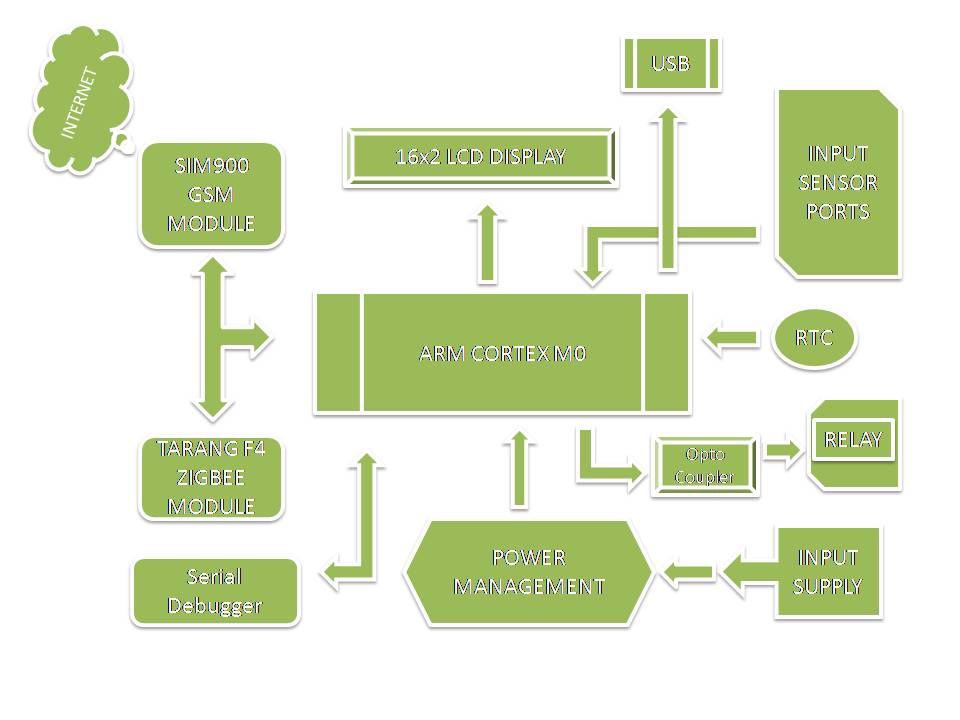 INTERNET
USB
SIM900
GSM
MODULE
16x2 LCD DISPLAY
INPUT
SENSOR
PORTS
ARM CORTEX M0
RTC
TARANG F4
ZIGBEE
MODULE
Opto
Coupler
RELAY
Serial
Debugger
POWER
MANAGEMENT
INPUT
SUPPLY